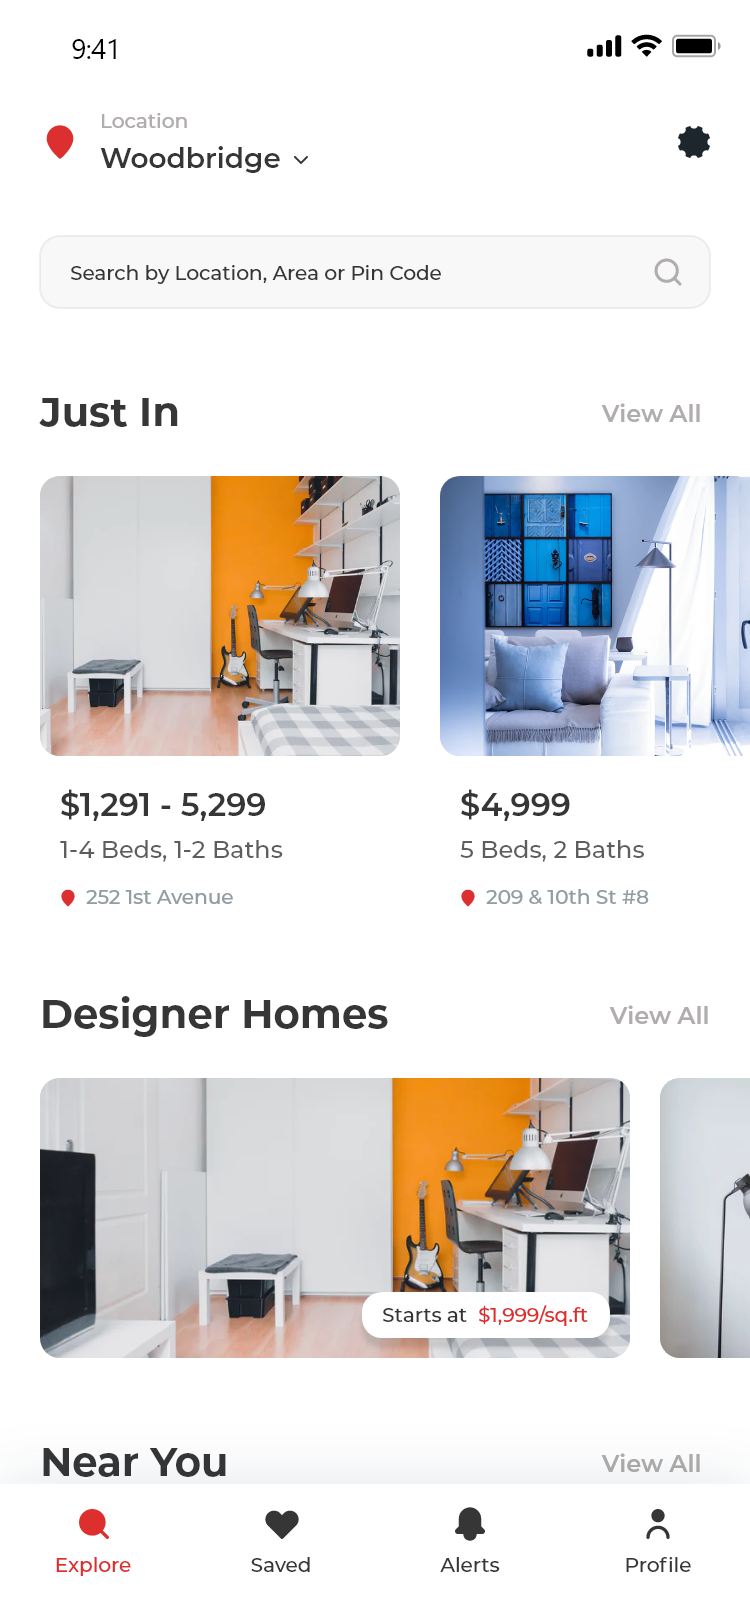 9:41
Location
Woodbridge
Search by Location, Area or Pin Code
Just In
View All
$1,291 - 5,299
1-4 Beds, 1-2 Baths
252 1st Avenue
$4,999
5 Beds, 2 Baths
209 & 10th St #8
Designer Homes
View All
Starts at $1,999/sq.ft
Near You
View All
Explore
Saved
Alerts
Profile